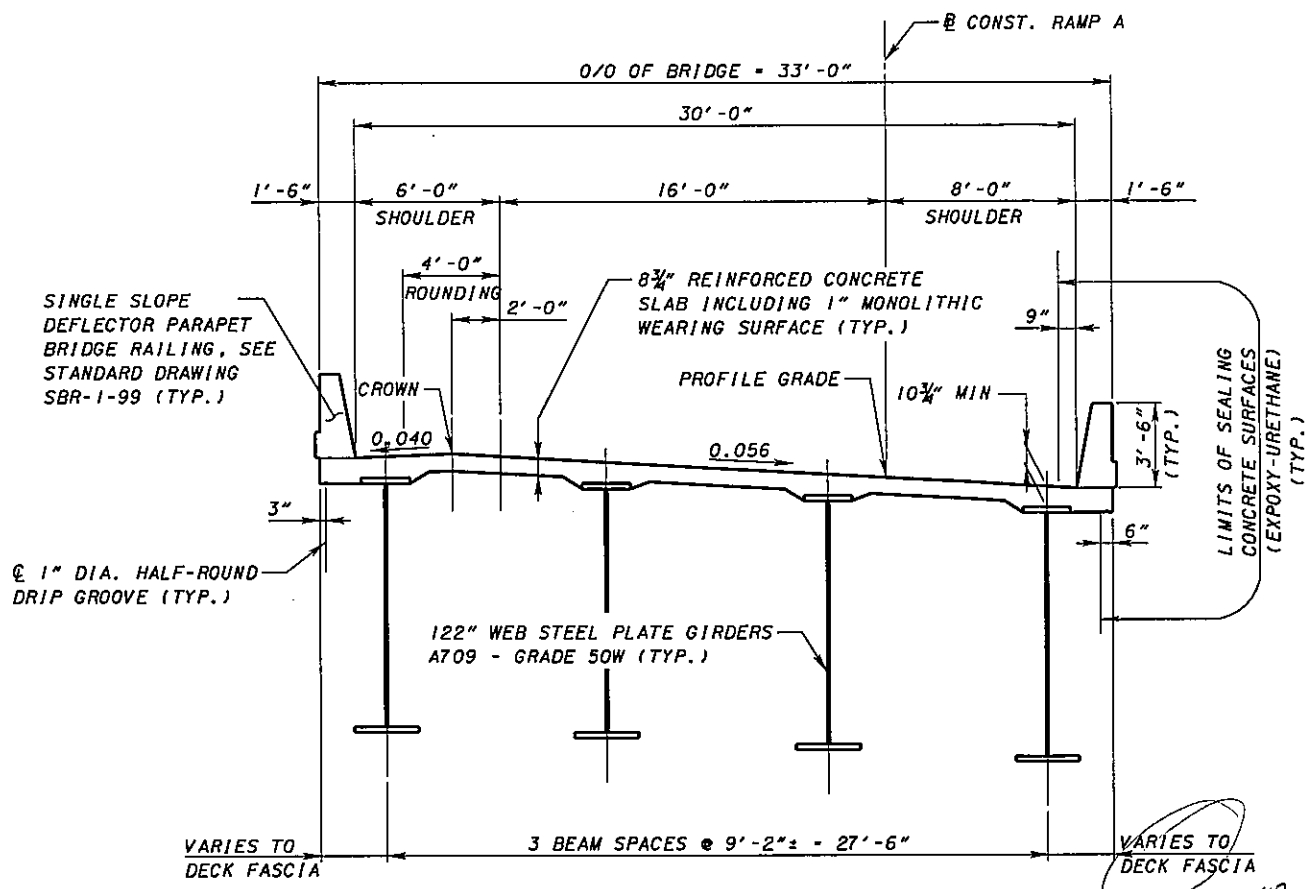 ℄ CONST. RAMP A
O/O OF BRIDGE = 33'-0"
30'-0"
1'-6"
6'-0"
SHOULDER
16'-0"
8'-0"
SHOULDER
1'-6"
4'-0"
ROUNDING
2'-0"
8¾" REINFORCED CONCRETE
SLAB INCLUDING 1" MONOLITHIC
WEARING SURFACE (TYP.)
9"
SINGLE SLOPE
DEFLECTOR PARAPET
BRIDGE RAILING, SEE
STANDARD DRAWING
SBR-1-99 (TYP.)
CROWN
PROFILE GRADE
10¾" MIN
0.040
0.056
3'-6"
(TYP.)
LIMITS OF SEALING
CONCRETE SURFACES
(EXPOXY-URETHANE)
(TYP.)
3"
6"
℄ 1" DIA. HALF-ROUND
DRIP GROOVE (TYP.)
122" WEB STEEL PLATE GIRDERS
A709 - GRADE 50W (TYP.)
VARIES TO
DECK FASCIA
3 BEAM SPACES @ 9'-2"± = 27'-6"
VARIES TO
DECK FASCIA